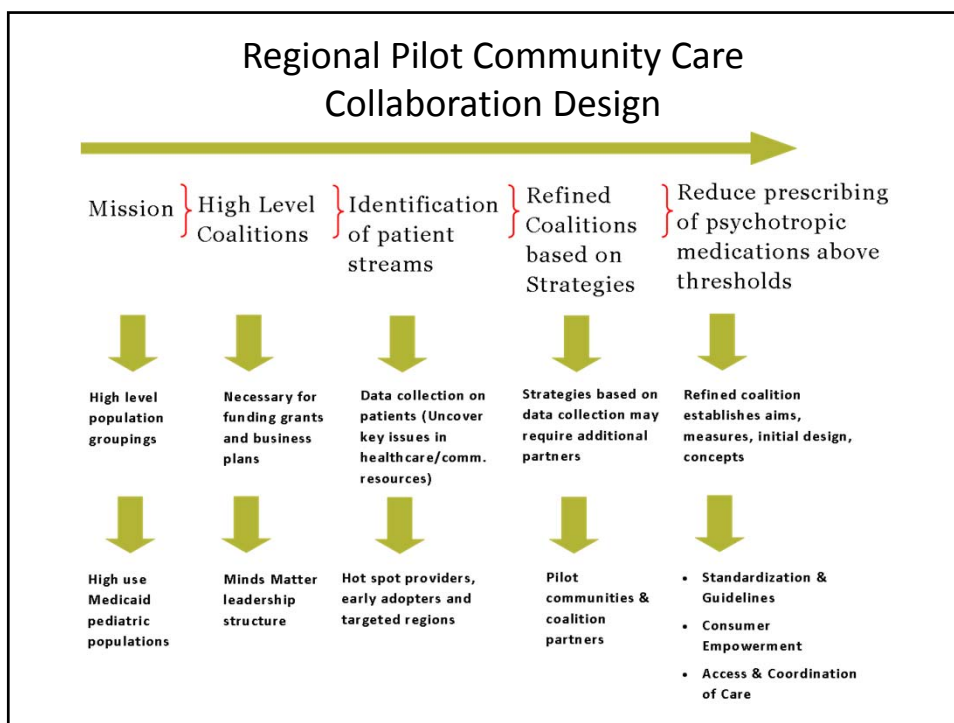 Regional Pilot Community Care
Collaboration Design
Mission
High Level
Coalitions
Identification
of patient
streams
Refined
Coalitions
based on
Strategies
Reduce prescribing
of psychotropic
medications above
thresholds
High level
population
groupings
Necessary for
funding grants
and business
plans
Data collection on
patients (Uncover
key issues in
healthcare/comm.
resources)
Strategies based on
data collection may
require additional
partners
Refined coalition
establishes aims,
measures, initial design,
concepts
High use
Medicaid
pediatric
populations
Minds Matter
leadership
structure
Hot spot providers,
early adopters and
targeted regions
Pilot
communities &
coalition
partners
• Standardization &
Guidelines
• Consumer
Empowerment
• Access & Coordination
of Care